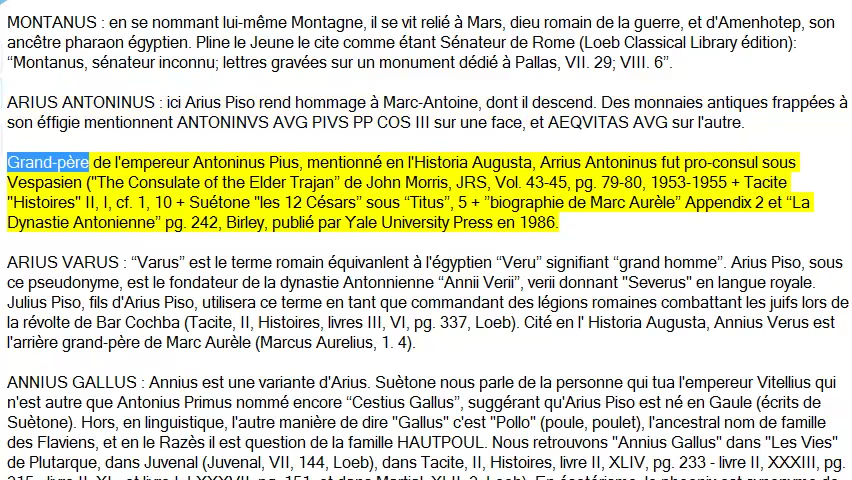 MONTANUS : en se nommant lui-même Montagne, il se vit relié à Mars, dieu romain de la guerre, et d'Amenhotep, son
ancêtre pharaon égyptien. Pline le Jeune le cite comme étant Sénateur de Rome (Loeb Classical Library édition):
“Montanus, sénateur inconnu; lettres gravées sur un monument dédié à Pallas, VII. 29; VIII. 6”.
ARIUS ANTONINUS : ici Arius Piso rend hommage à Marc-Antoine, dont il descend. Des monnaies antiques frappées à
son éffigie mentionnent ANTONINVS AVG PIVS PP COS III sur une face, et AEQVITAS AVG sur l'autre.
Grand-père de l'empereur Antoninus Pius, mentionné en l'Historia Augusta, Arrius Antoninus fut pro-consul sous
Vespasien ("The Consulate of the Elder Trajan” de John Morris, JRS, Vol. 43-45, pg. 79-80, 1953-1955 + Tacite
"Histoires" II, I, cf. 1, 10 + Suétone "les 12 Césars” sous “Titus”, 5 + ”biographie de Marc Aurèle” Appendix 2 et “La
Dynastie Antonienne” pg. 242, Birley, publié par Yale University Press en 1986.
ARIUS VARUS : “Varus” est le terme romain équivanlent à l'égyptien “Veru” signifiant “grand homme”. Arius Piso, sous
ce pseudonyme, est le fondateur de la dynastie Antonnienne “Annii Verii”, verii donnant "Severus" en langue royale.
Julius Piso, fils d'Arius Piso, utilisera ce terme en tant que commandant des légions romaines combattant les juifs lors de
la révolte de Bar Cochba (Tacite, II, Histoires, livres III, VI, pg. 337, Loeb). Cité en l' Historia Augusta, Annius Verus est
l'arrière grand-père de Marc Aurèle (Marcus Aurelius, 1. 4).
ANNIUS GALLUS : Annius est une variante d'Arius. Suètone nous parle de la personne qui tua l'empereur Vitellius qui
n'est autre que Antonius Primus nommé encore “Cestius Gallus”, suggérant qu'Arius Piso est né en Gaule (écrits de
Suètone). Hors, en linguistique, l'autre manière de dire "Gallus" c'est "Pollo" (poule, poulet), l'ancestral nom de famille
des Flaviens, et en le Razès il est question de la famille HAUTPOUL. Nous retrouvons "Annius Gallus" dans "Les Vies"
de Plutarque, dans Juvenal (Juvenal, VII, 144, Loeb), dans Tacite, II, Histoires, livre II, XLIV, pg. 233 - livre II, XXXIII, pg.